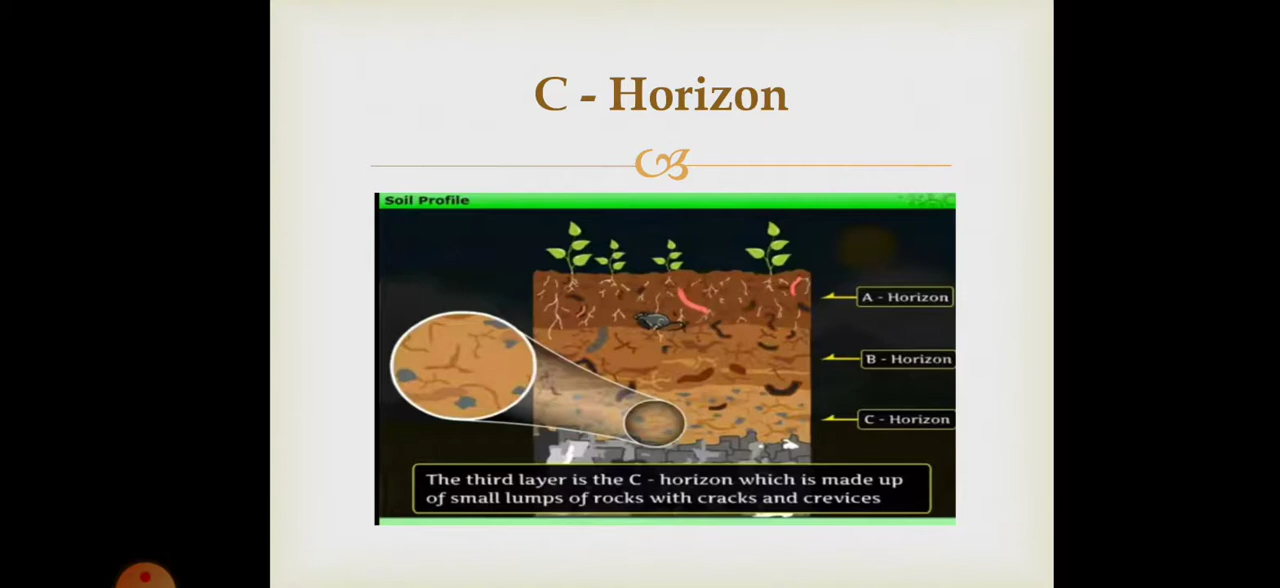 C - Horizon
Soil Profile
A - Horizon
B - Horizon
C - Horizon
The third layer is the C - horizon which is made up
of small lumps of rocks with cracks and crevices